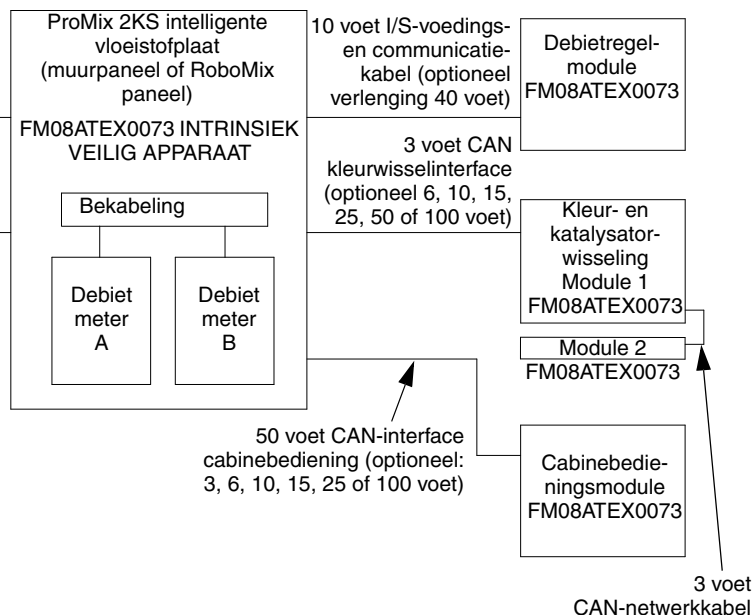 ProMix 2KS intelligente
vloeistofplaat
(muurpaneel of RoboMix
paneel)
FM08ATEX0073 INTRINSIEK
VEILIG APPARAAT
Bekabeling
Debiet
meter
A
Debiet
meter
B
10 voet I/S-voedings-
en communicatie-
kabel (optioneel
verlenging 40 voet)
3 voet CAN
kleurwisselinterface
(optioneel 6, 10, 15,
25, 50 of 100 voet)
50 voet CAN-interface
cabinebediening (optioneel:
3, 6, 10, 15, 25 of 100 voet)
Debietregel-
module
FM08ATEX0073
Kleur- en
katalysator-
wisseling
Module 1
FM08ATEX0073
Module 2
FM08ATEX0073
Cabinebedie-
ningsmodule
FM08ATEX0073
3 voet
CAN-netwerkkabel